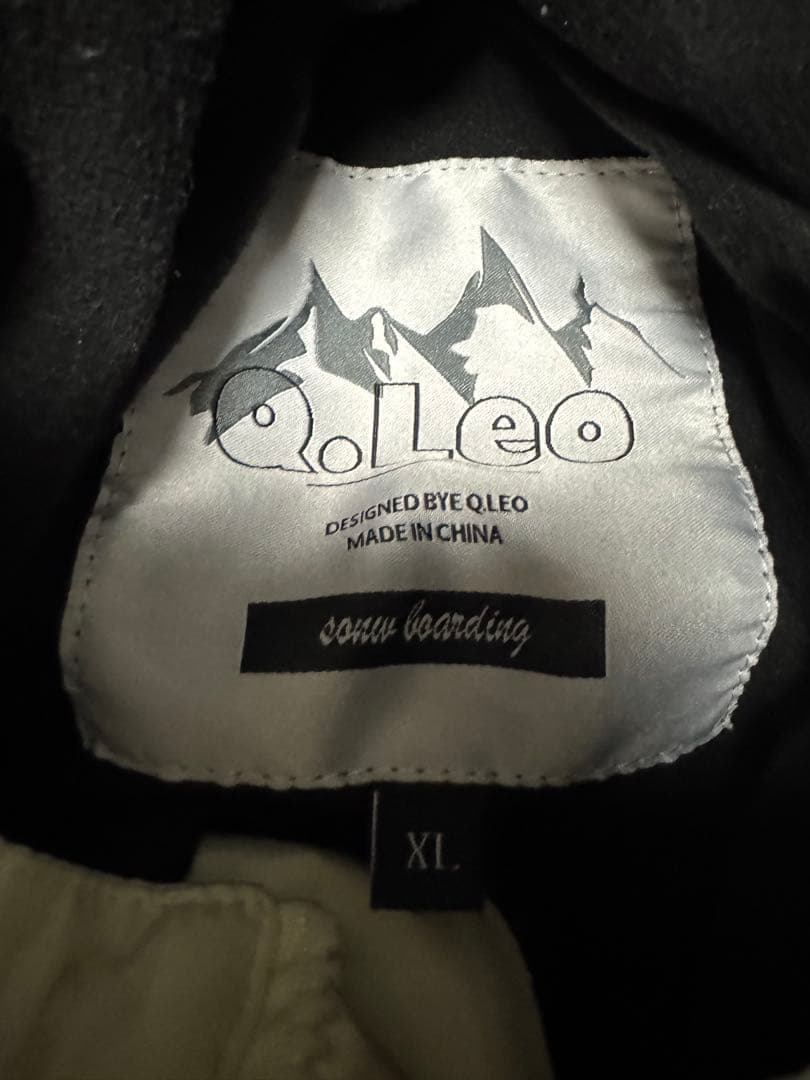 Q.Leo
DESIGNED BYE Q.LEO
MADE IN CHINA
sonw boarding
XL